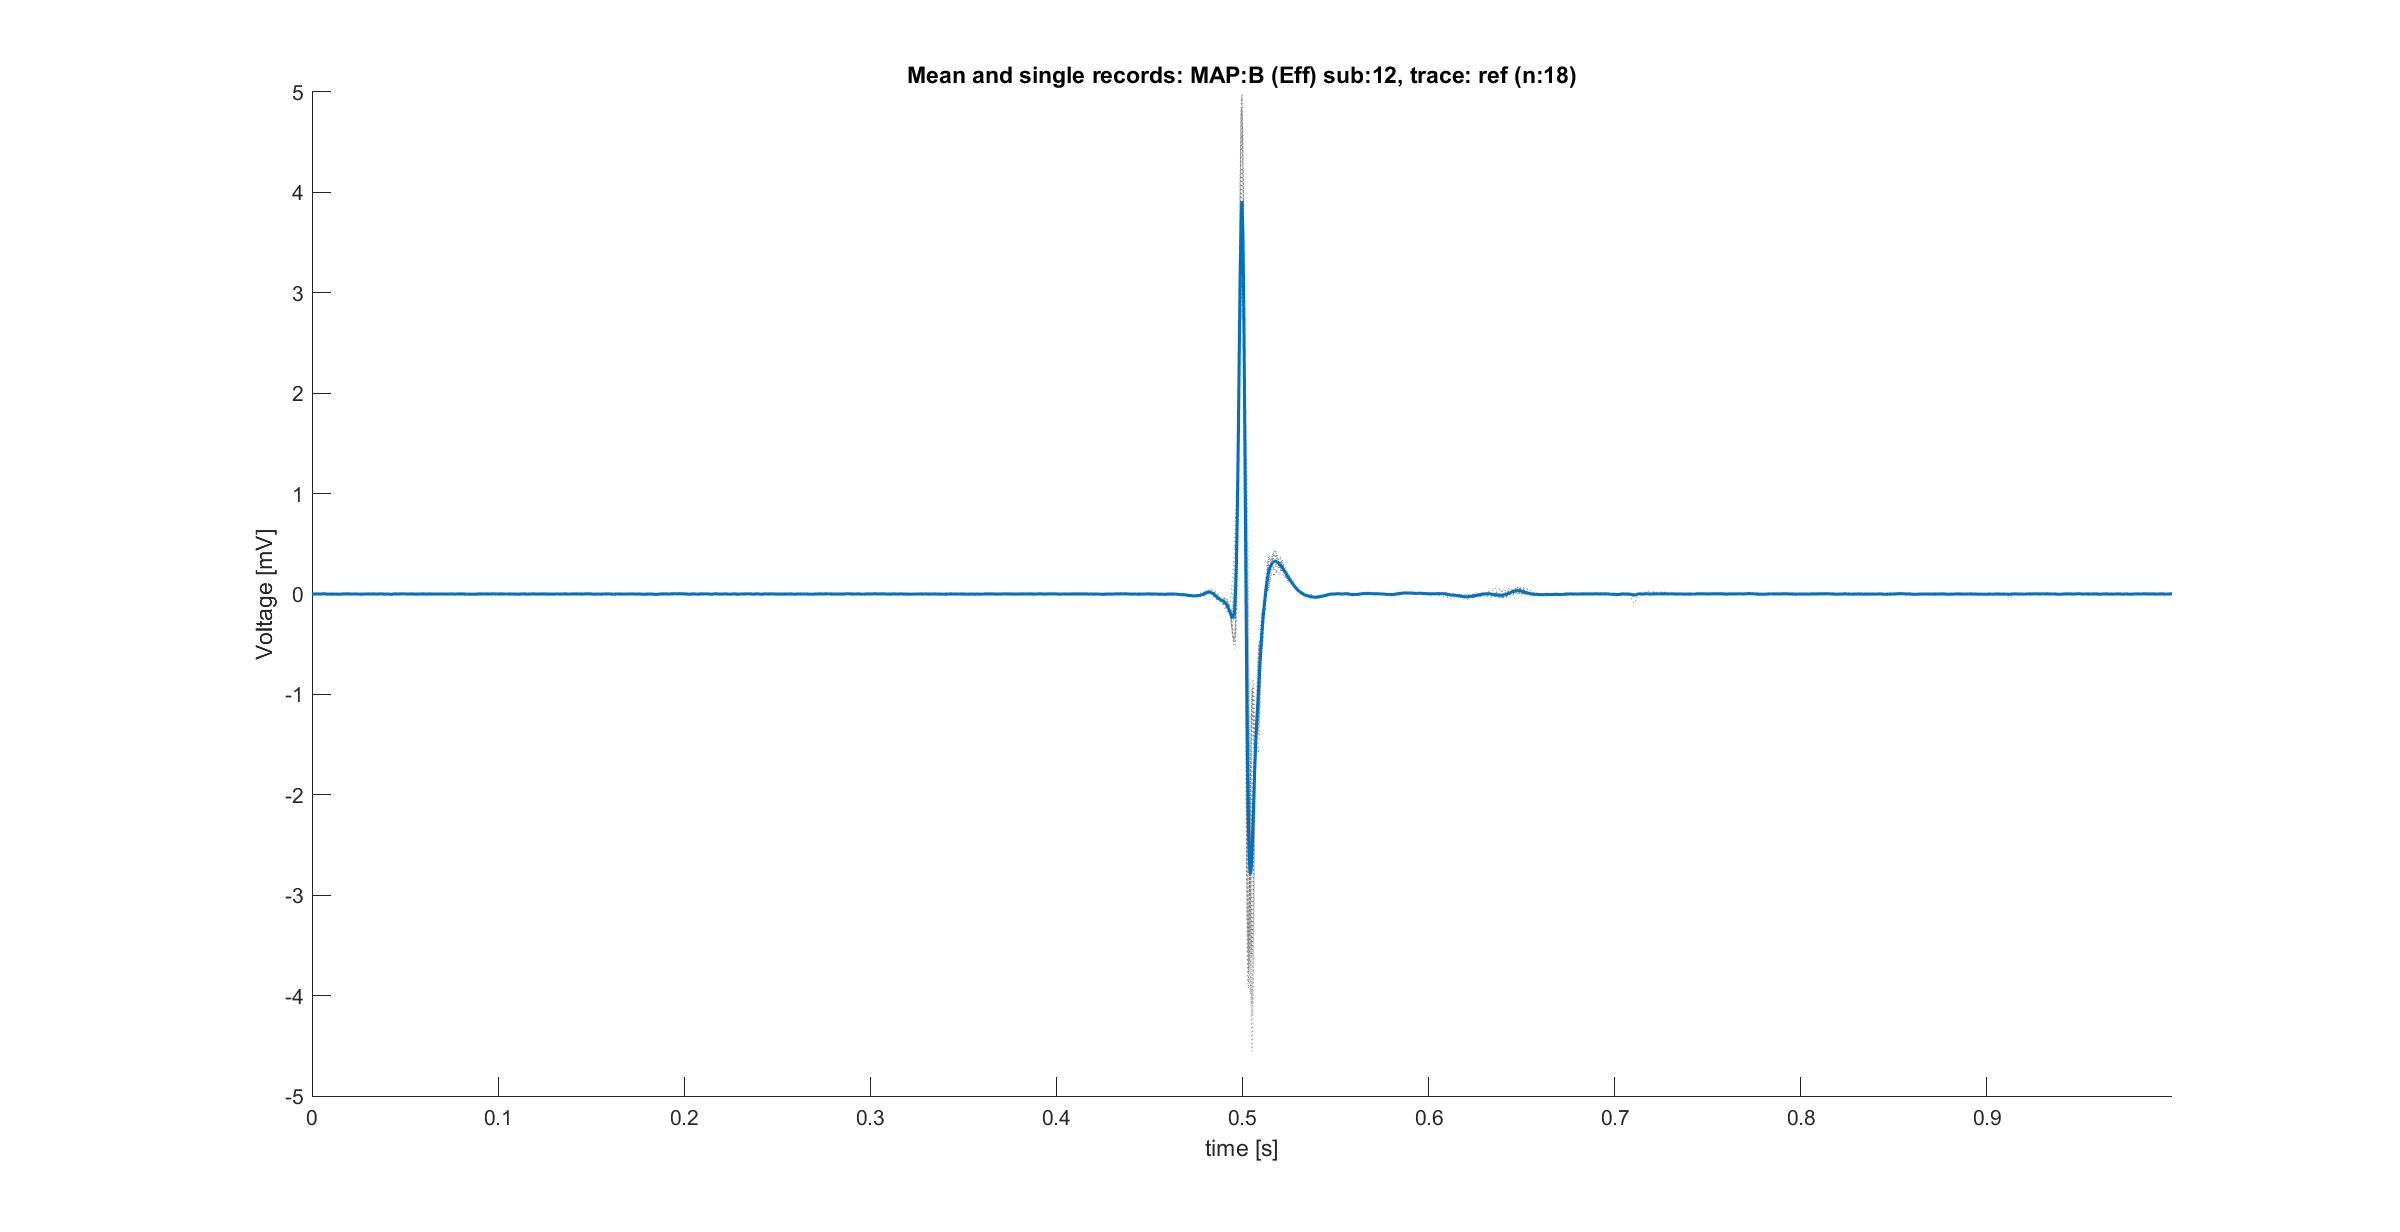 Mean and single records: MAP:B (Eff) sub:12, trace: ref (n:18)
5
4
3
2
1
0
-1
-2
-3
-4
-5
Voltage [mV]
0 0.1 0.2 0.3 0.4 0.5 0.6 0.7 0.8 0.9
time [s]